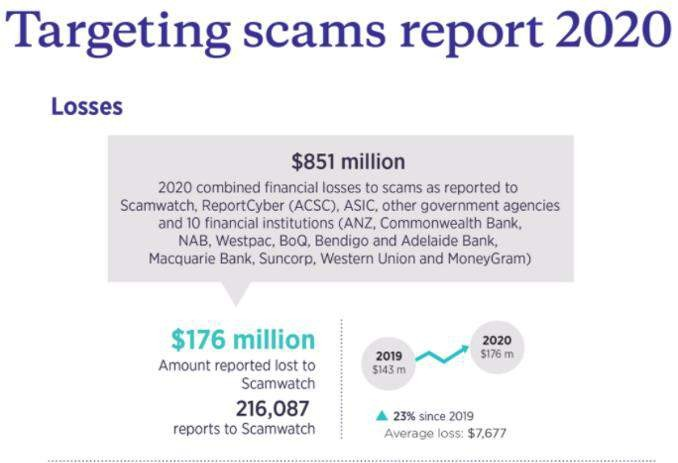 Targeting scams report 2020
Losses
$851 million
2020 combined financial losses to scams as reported to
Scamwatch, ReportCyber (ACSC), ASIC, other government agencies
and 10 financial institutions (ANZ, Commonwealth Bank,
NAB, Westpac, BoQ, Bendigo and Adelaide Bank,
Macquarie Bank, Suncorp, Western Union and MoneyGram)
$176 million
Amount reported lost to
Scamwatch
216,087
reports to Scamwatch
2019
$143 m
2020
$176 m
▲ 23% since 2019
Average loss: $7,677